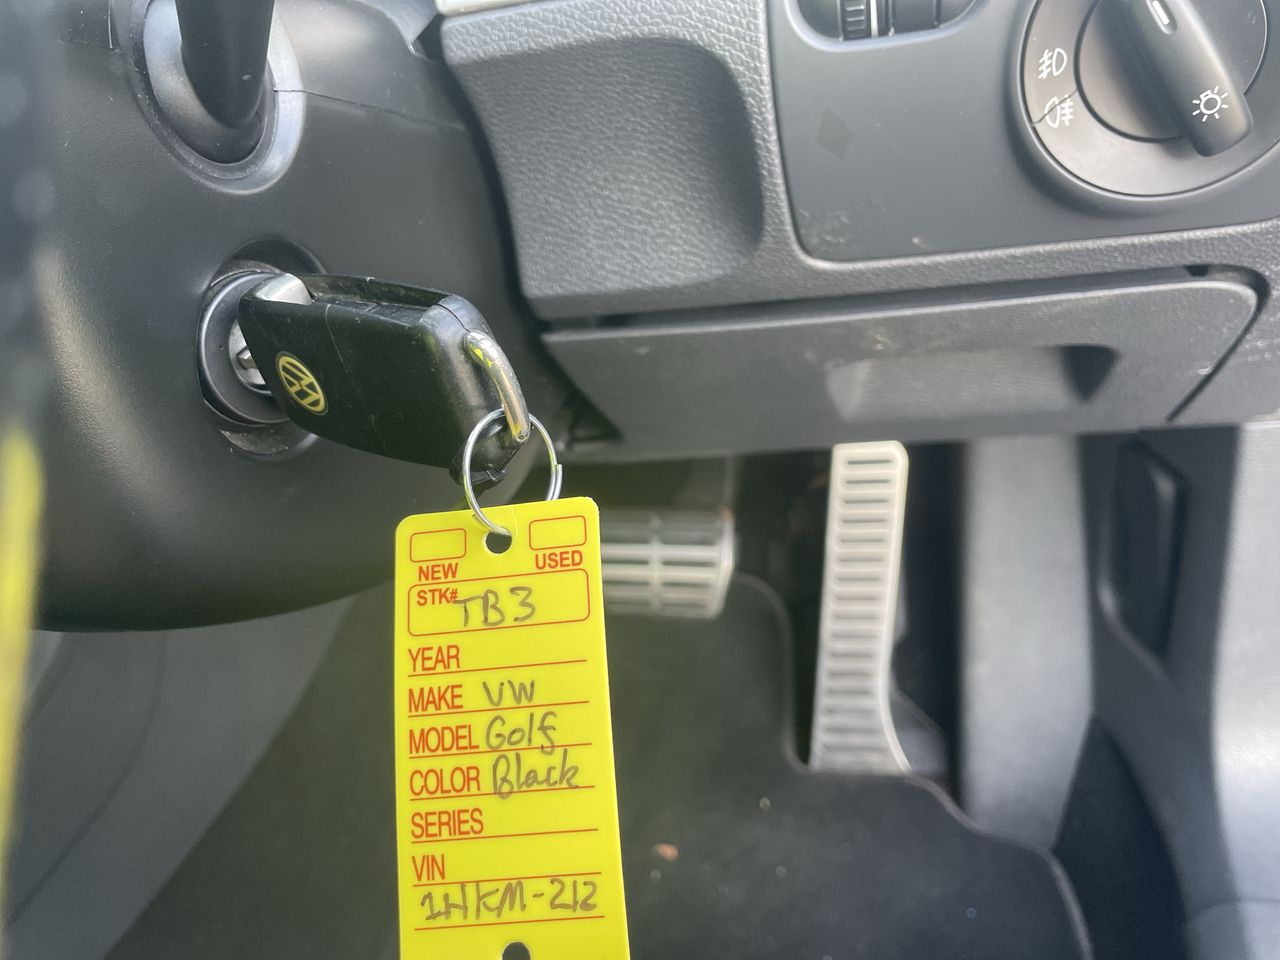 NEW USED
STK# TB3
YEAR
MAKE VW
MODEL Golf
COLOR Black
SERIES
VIN
1HKM-212